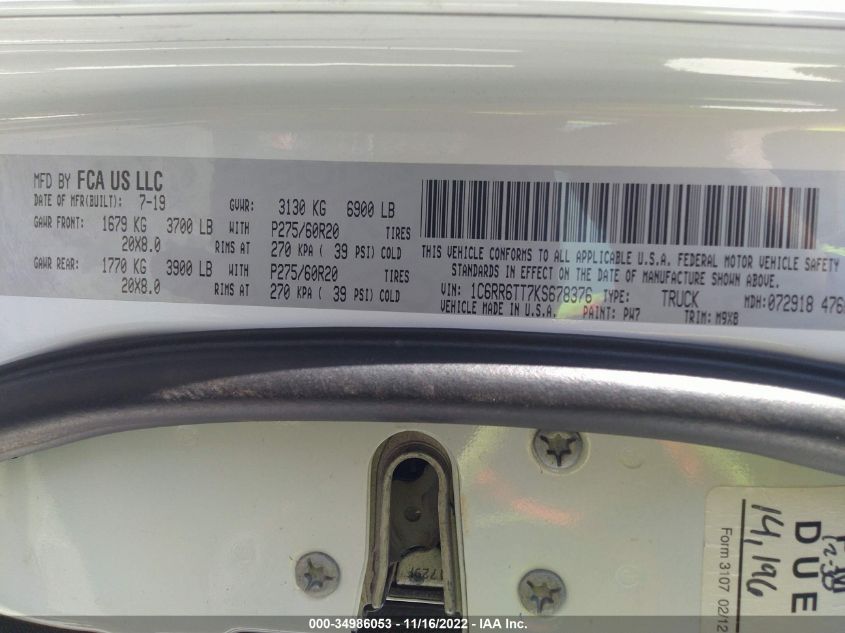 MFD BY FCA US LLC
DATE OF MFR(BUILT): 7-19 GVWR: 3130 KG 6900 LB
GAWR FRONT: 1679 KG 3700 LB WITH P275/60R20 TIRES
20X8.0 RIMS AT 270 KPA ( 39 PSI) COLD
GAWR REAR: 1770 KG 3900 LB WITH P275/60R20 TIRES
20X8.0 RIMS AT 270 KPA ( 39 PSI) COLD
THIS VEHICLE CONFORMS TO ALL APPLICABLE U.S.A. FEDERAL MOTOR VEHICLE SAFETY
STANDARDS IN EFFECT ON THE DATE OF MANUFACTURE SHOWN ABOVE.
VIN: 1C6RR6TT7KS678376 TYPE: TRUCK MDH:072918 476
VEHICLE MADE IN U.S.A. PAINT: PW7 TRIM: M9X8
DUE
14,196
Form 3107 02/12
1729
000-34986053 - 11/16/2022 - IAA Inc.